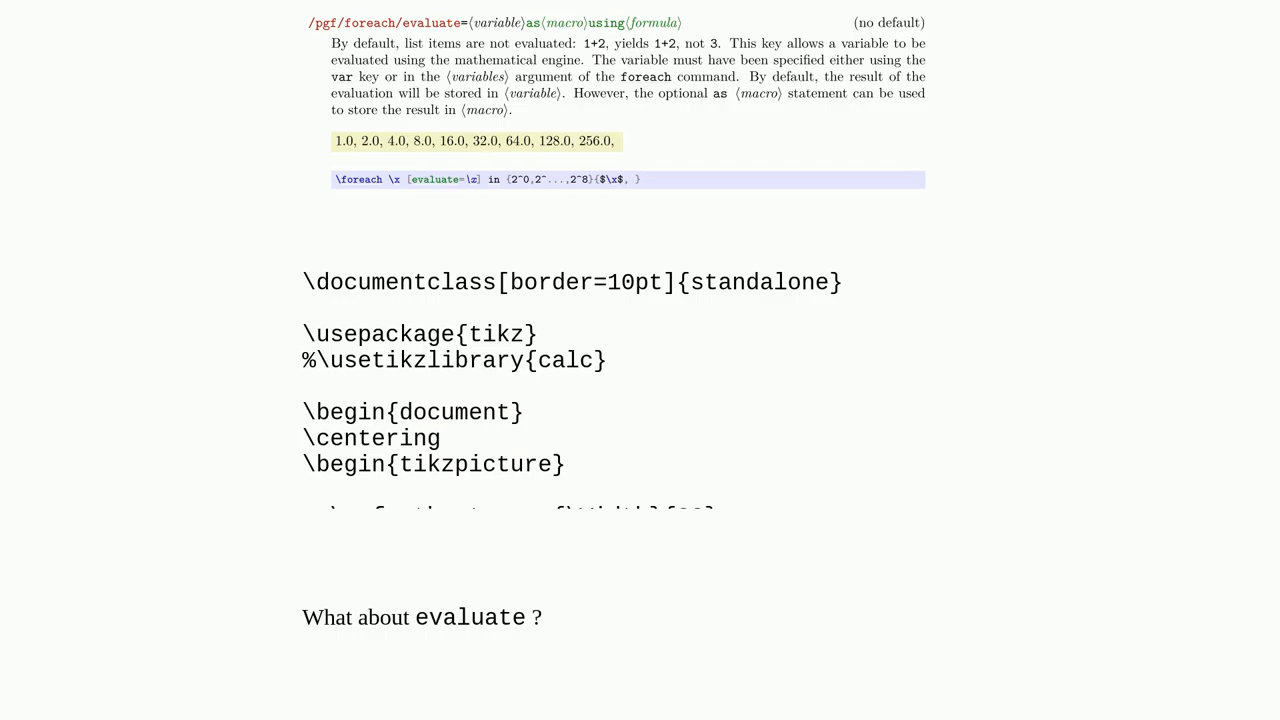 /pgf/foreach/evaluate=⟨variable⟩as⟨macro⟩using⟨formula⟩ (no default)
By default, list items are not evaluated: 1+2, yields 1+2, not 3. This key allows a variable to be
evaluated using the mathematical engine. The variable must have been specified either using the
var key or in the ⟨variables⟩ argument of the foreach command. By default, the result of the
evaluation will be stored in ⟨variable⟩. However, the optional as ⟨macro⟩ statement can be used
to store the result in ⟨macro⟩.
1.0, 2.0, 4.0, 8.0, 16.0, 32.0, 64.0, 128.0, 256.0,
\foreach \x [evaluate=\x] in {2^0,2^...,2^8}{$\x$, }
\documentclass[border=10pt]{standalone}
\usepackage{tikz}
%\usetikzlibrary{calc}
\begin{document}
\centering
\begin{tikzpicture}
What about evaluate ?